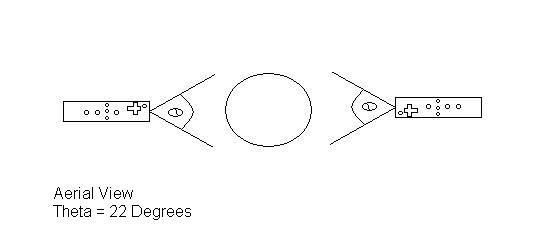 Aerial View
Theta = 22 Degrees